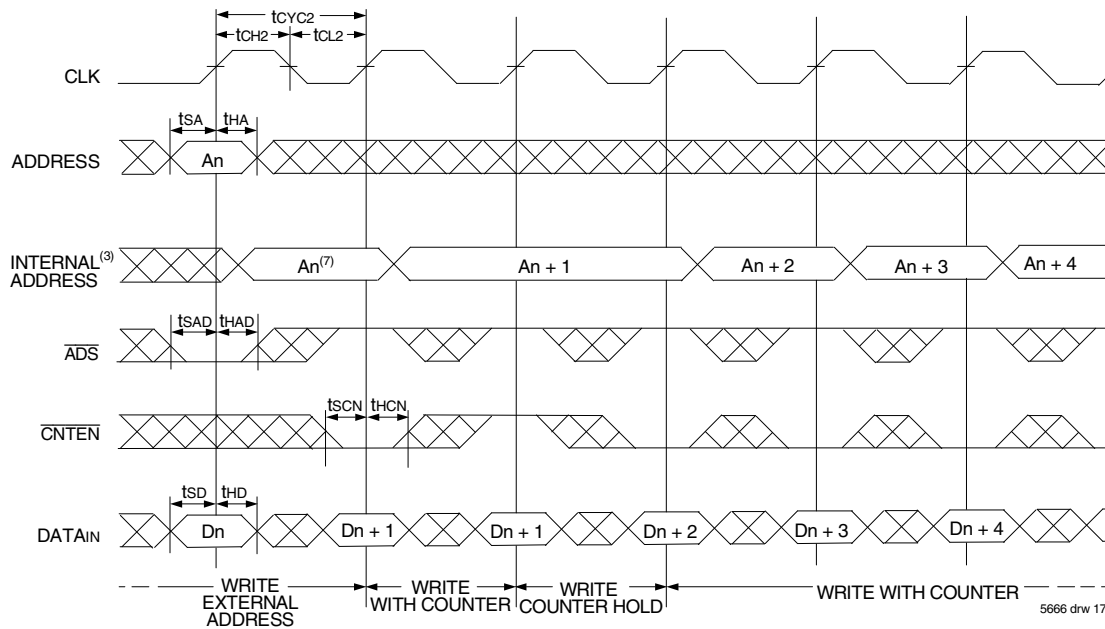 tCYC2
tCH2 tCL2
CLK
tSA tHA
ADDRESS An
INTERNAL(3) ADDRESS An(7) An + 1 An + 2 An + 3 An + 4
tSAD tHAD
ADS
tSCN tHCN
CNTEN
tSD tHD
DATAIN Dn Dn + 1 Dn + 1 Dn + 2 Dn + 3 Dn + 4
WRITE EXTERNAL ADDRESS
WRITE WITH COUNTER
WRITE COUNTER HOLD
WRITE WITH COUNTER
5666 drw 17